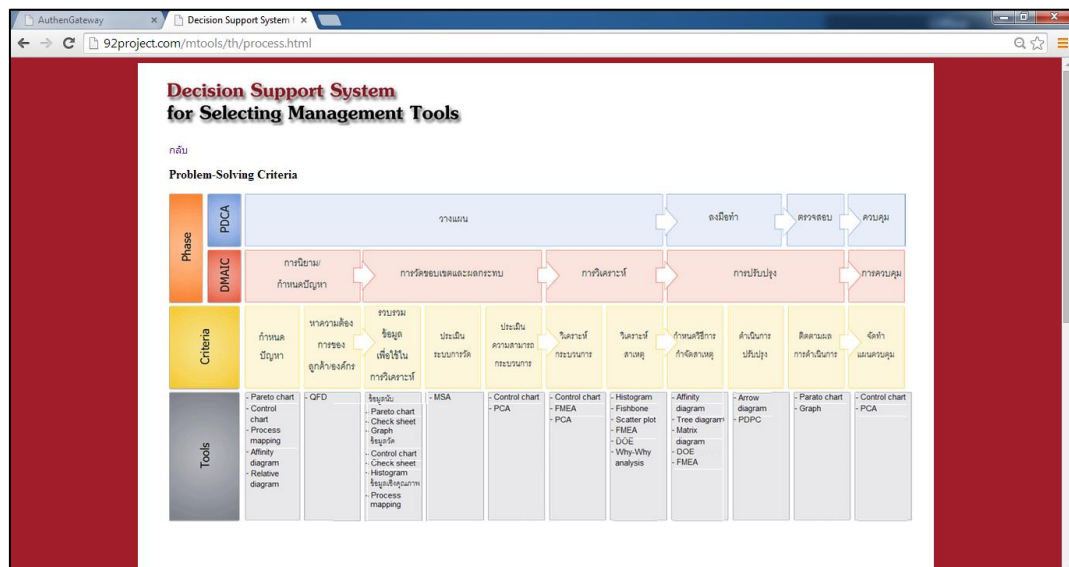 AuthenGateway
Decision Support System f
92project.com/mtools/th/process.html
Decision Support System
for Selecting Management Tools
กลับ
Problem-Solving Criteria
Phase
PDCA
วางแผน
ลงมือทำ
ตรวจสอบ
ควบคุม
DMAIC
การนิยาม/
กำหนดปัญหา
การวัดขอบเขตและผลกระทบ
การวิเคราะห์
การปรับปรุง
การควบคุม
Criteria
กำหนด
ปัญหา
หาความต้อง
การของ
ลูกค้า/องค์กร
รวบรวม
ข้อมูล
เพื่อใช้ใน
การวิเคราะห์
ประเมิน
ระบบการวัด
ประเมิน
ความสามารถ
กระบวนการ
วิเคราะห์
กระบวนการ
วิเคราะห์
สาเหตุ
กำหนดวิธีการ
กำจัดสาเหตุ
ดำเนินการ
ปรับปรุง
ติดตามผล
การดำเนินการ
จัดทำ
แผนควบคุม
Tools
- Pareto chart
- Control
chart
- Process
mapping
- Affinity
diagram
- Relative
diagram
- QFD
ข้อมูลนับ
- Pareto chart
- Check sheet
- Graph
ข้อมูลวัด
- Control chart
- Check sheet
- Histogram
ข้อมูลเชิงคุณภาพ
- Process
mapping
- MSA
- Control chart
- PCA
- Control chart
- FMEA
- PCA
- Histogram
- Fishbone
- Scatter plot
- FMEA
- DOE
- Why-Why
analysis
- Affinity
diagram
- Tree diagram
- Matrix
diagram
- DOE
- FMEA
- Arrow
diagram
- PDPC
- Parato chart
- Graph
- Control chart
- PCA